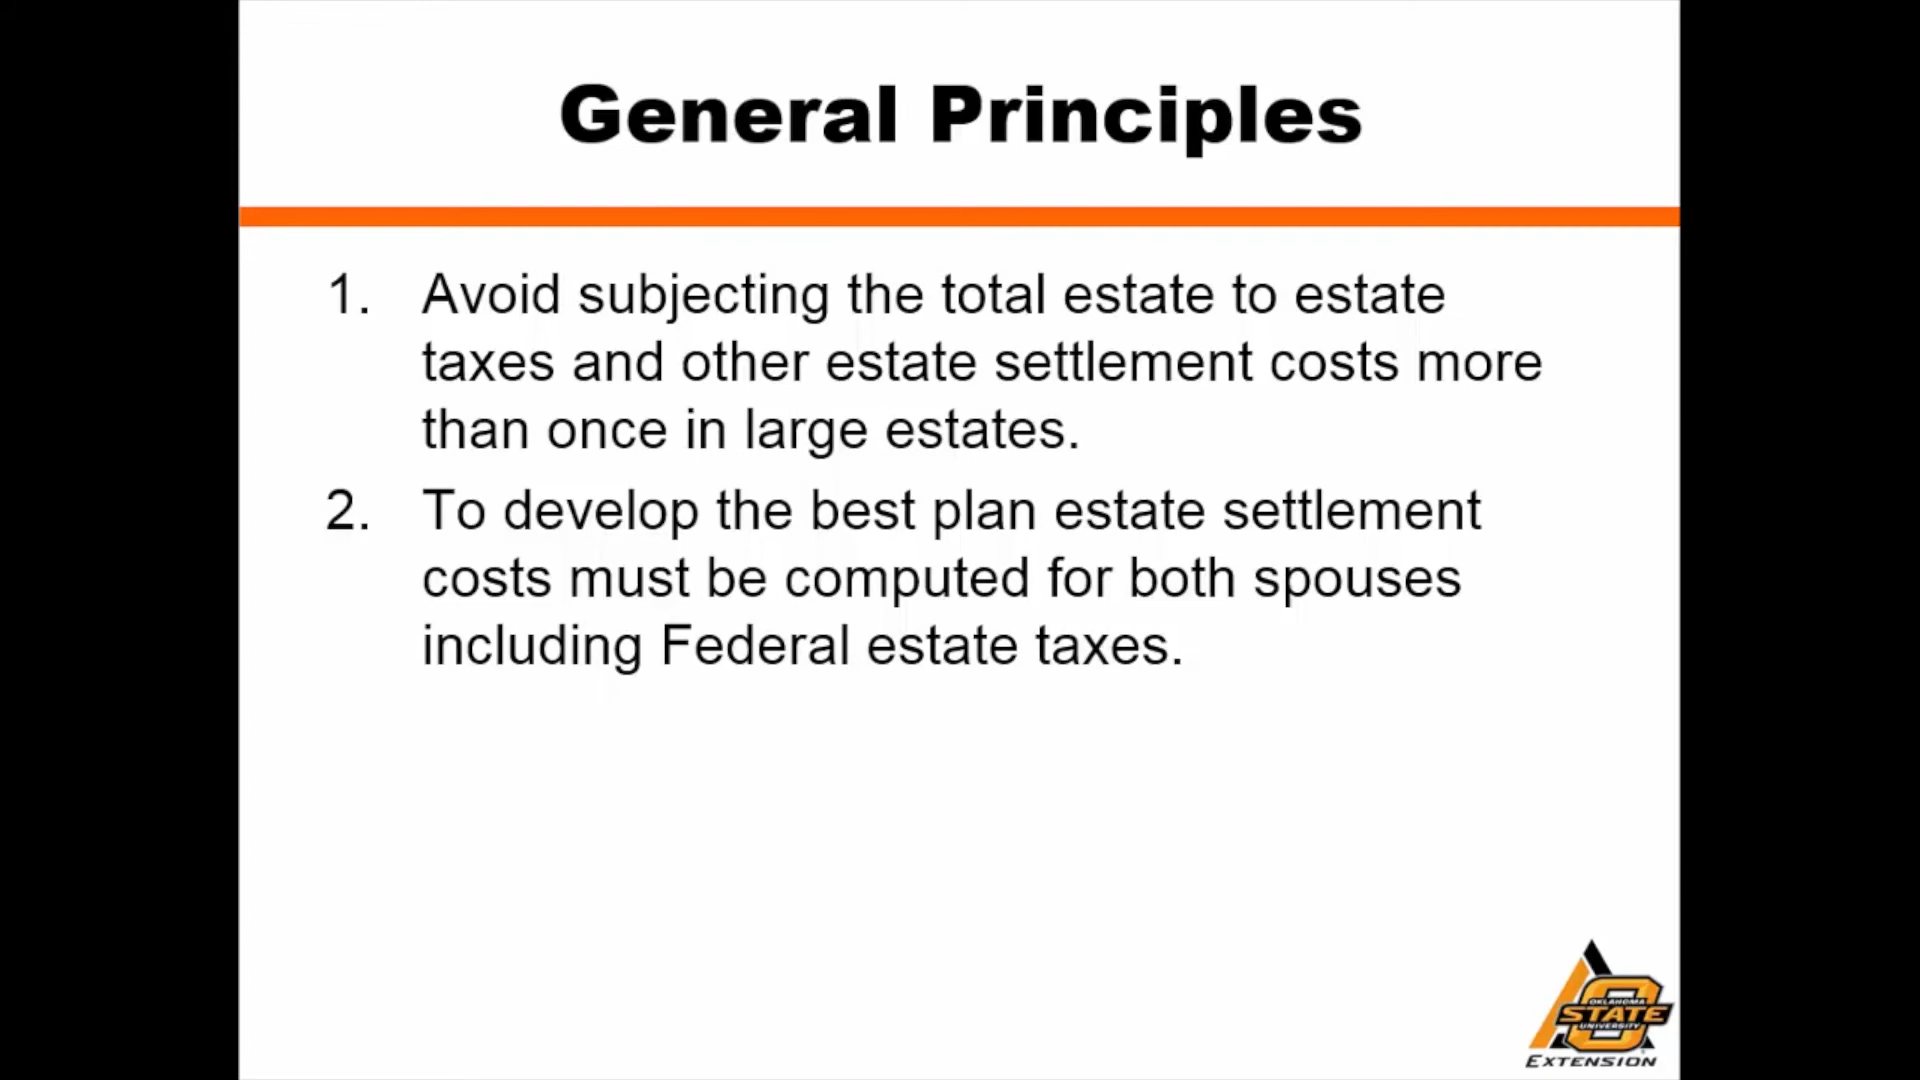 General Principles
1. Avoid subjecting the total estate to estate
taxes and other estate settlement costs more
than once in large estates.
2. To develop the best plan estate settlement
costs must be computed for both spouses
including Federal estate taxes.
OKLAHOMA
STATE
UNIVERSITY
EXTENSION